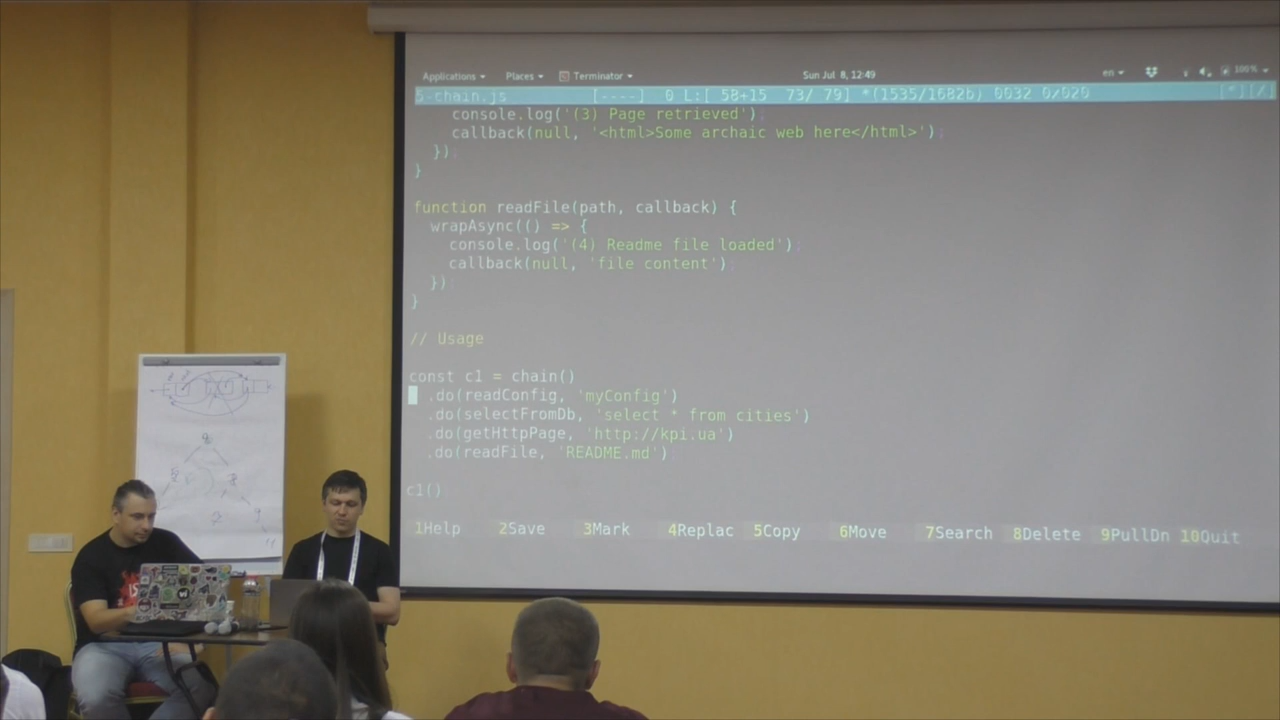 Applications Places Terminator Sun Jul 8, 12:49 en 100%
5-chain.js [----] 0 L:[ 58+15 73/ 79] *(1535/1682b) 0032 0x020 [*][X]
console.log('(3) Page retrieved');
callback(null, '<html>Some archaic web here</html>');
});
}
function readFile(path, callback) {
wrapAsync(() => {
console.log('(4) Readme file loaded');
callback(null, 'file content');
})
}
// Usage
const c1 = chain()
.do(readConfig, 'myConfig')
.do(selectFromDb, 'select * from cities')
.do(getHttpPage, 'http://kpi.ua')
.do(readFile, 'README.md');
c1()
1Help 2Save 3Mark 4Replac 5Copy 6Move 7Search 8Delete 9PullDn 10Quit